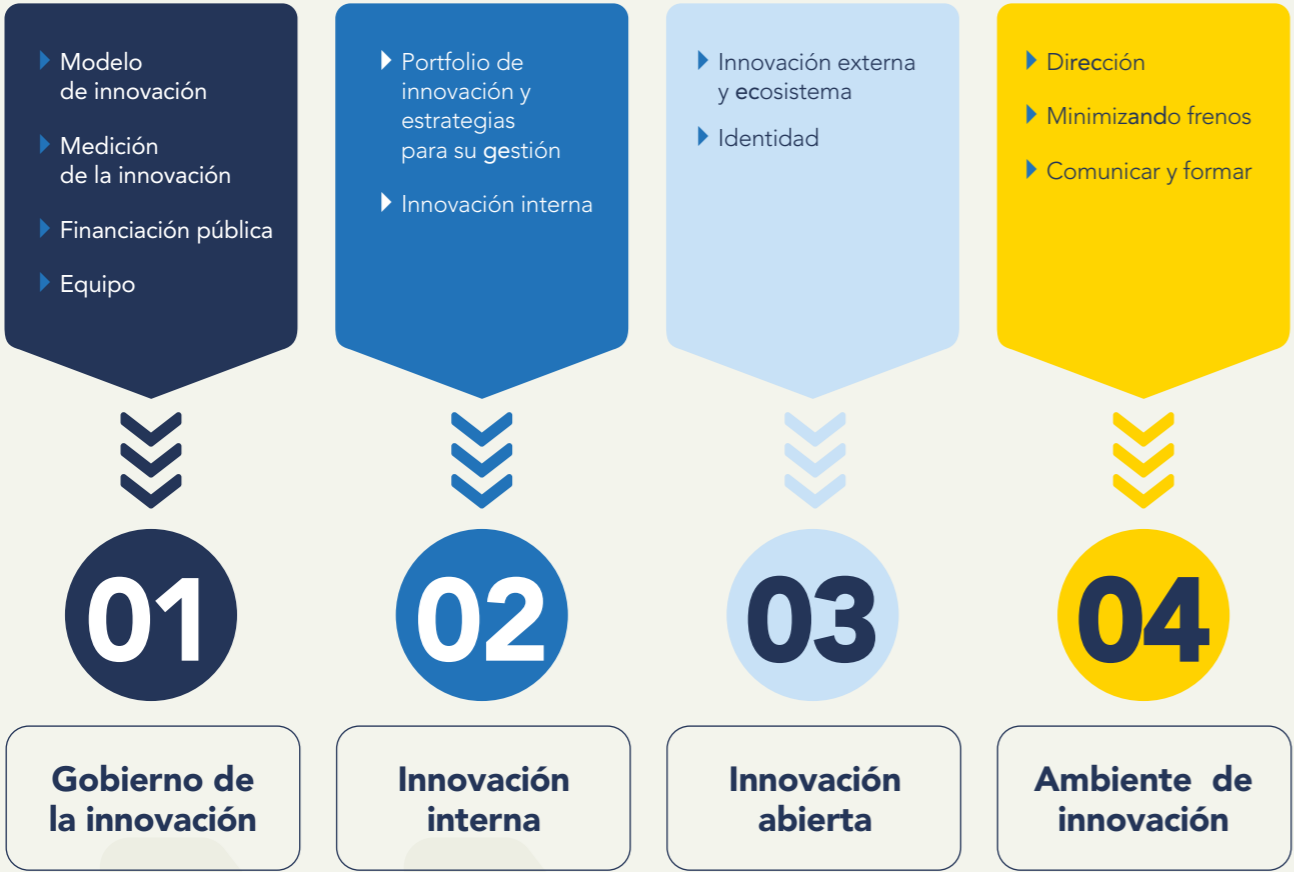 Modelo
de innovación
Medición
de la innovación
Financiación pública
Equipo
01
Gobierno de
la innovación
Portfolio de
innovación y
estrategias
para su gestión
Innovación interna
02
Innovación
interna
Innovación externa
y ecosistema
Identidad
03
Innovación
abierta
Dirección
Minimizando frenos
Comunicar y formar
04
Ambiente de
innovación